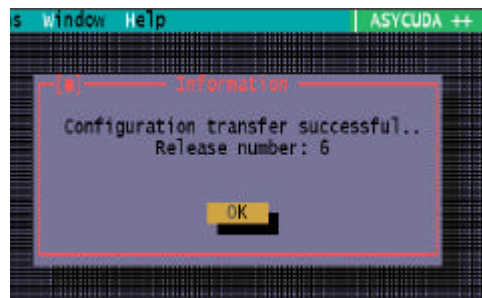 s Window Help ASYCUDA ++
Information
Configuration transfer successful..
Release number: 6
OK